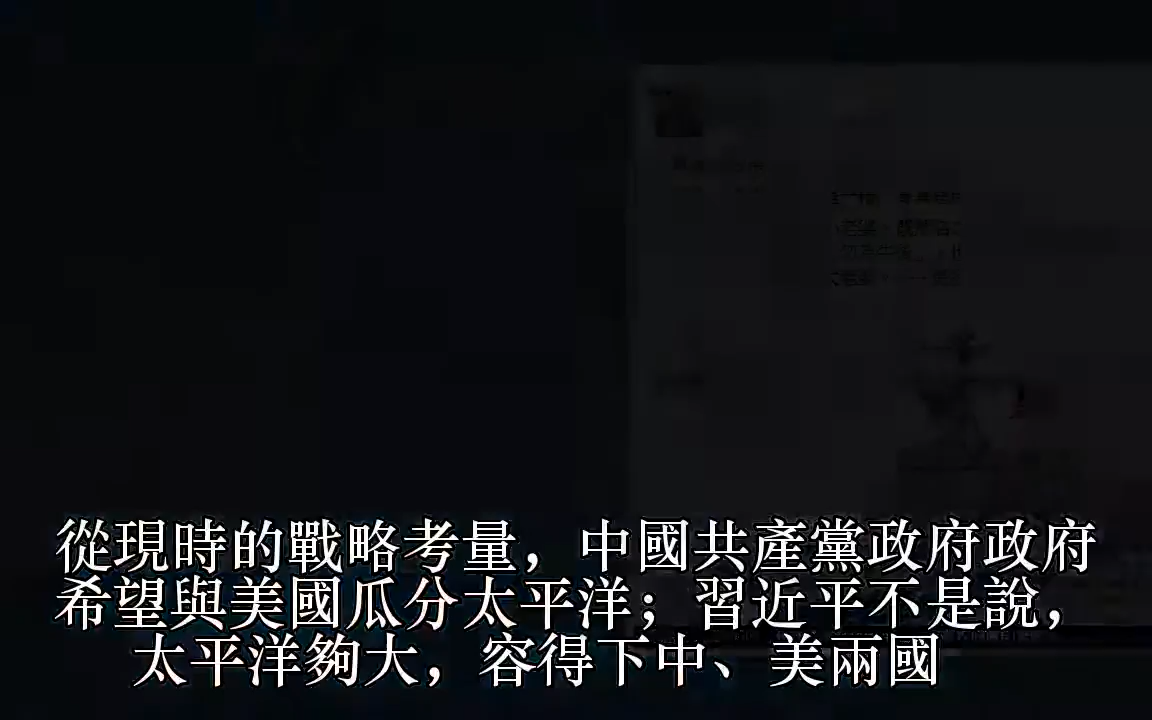 從現時的戰略考量，中國共產黨政府政府
希望與美國瓜分太平洋；習近平不是說，
太平洋夠大，容得下中、美兩國